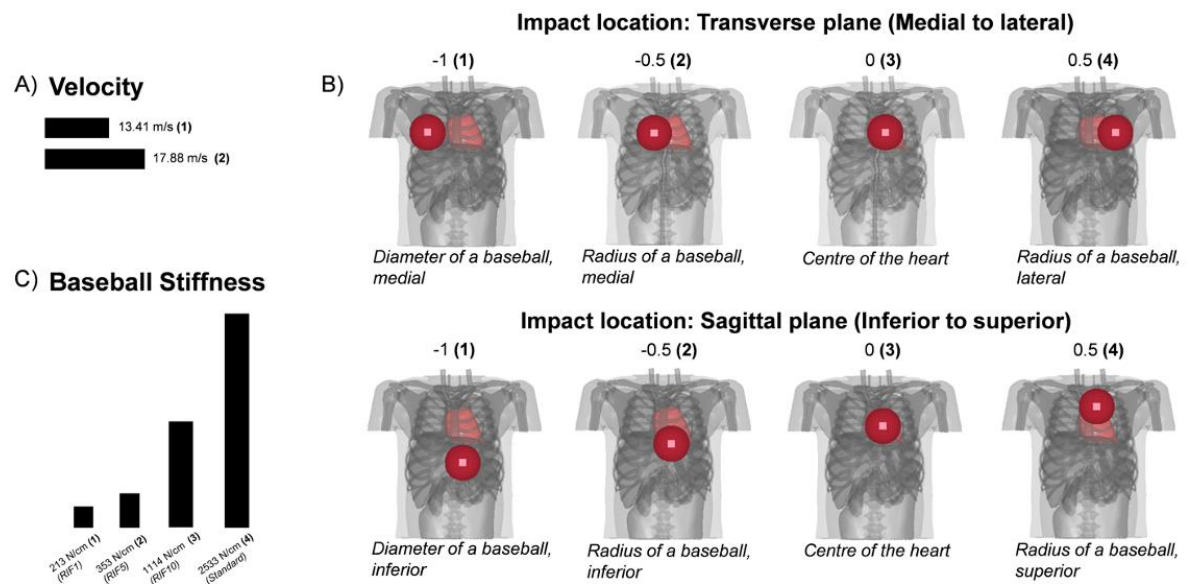 A) Velocity
13.41 m/s (1)
17.88 m/s (2)
B)
Impact location: Transverse plane (Medial to lateral)
-1 (1)
-0.5 (2)
0 (3)
0.5 (4)
Diameter of a baseball,
medial
Radius of a baseball,
medial
Centre of the heart
Radius of a baseball,
lateral
C) Baseball Stiffness
213 N/cm (1)
(RIF1)
353 N/cm (2)
(RIF5)
1114 N/cm (3)
(RIF10)
2533 N/cm (4)
(Standard)
Impact location: Sagittal plane (Inferior to superior)
-1 (1)
-0.5 (2)
0 (3)
0.5 (4)
Diameter of a baseball,
inferior
Radius of a baseball,
inferior
Centre of the heart
Radius of a baseball,
superior